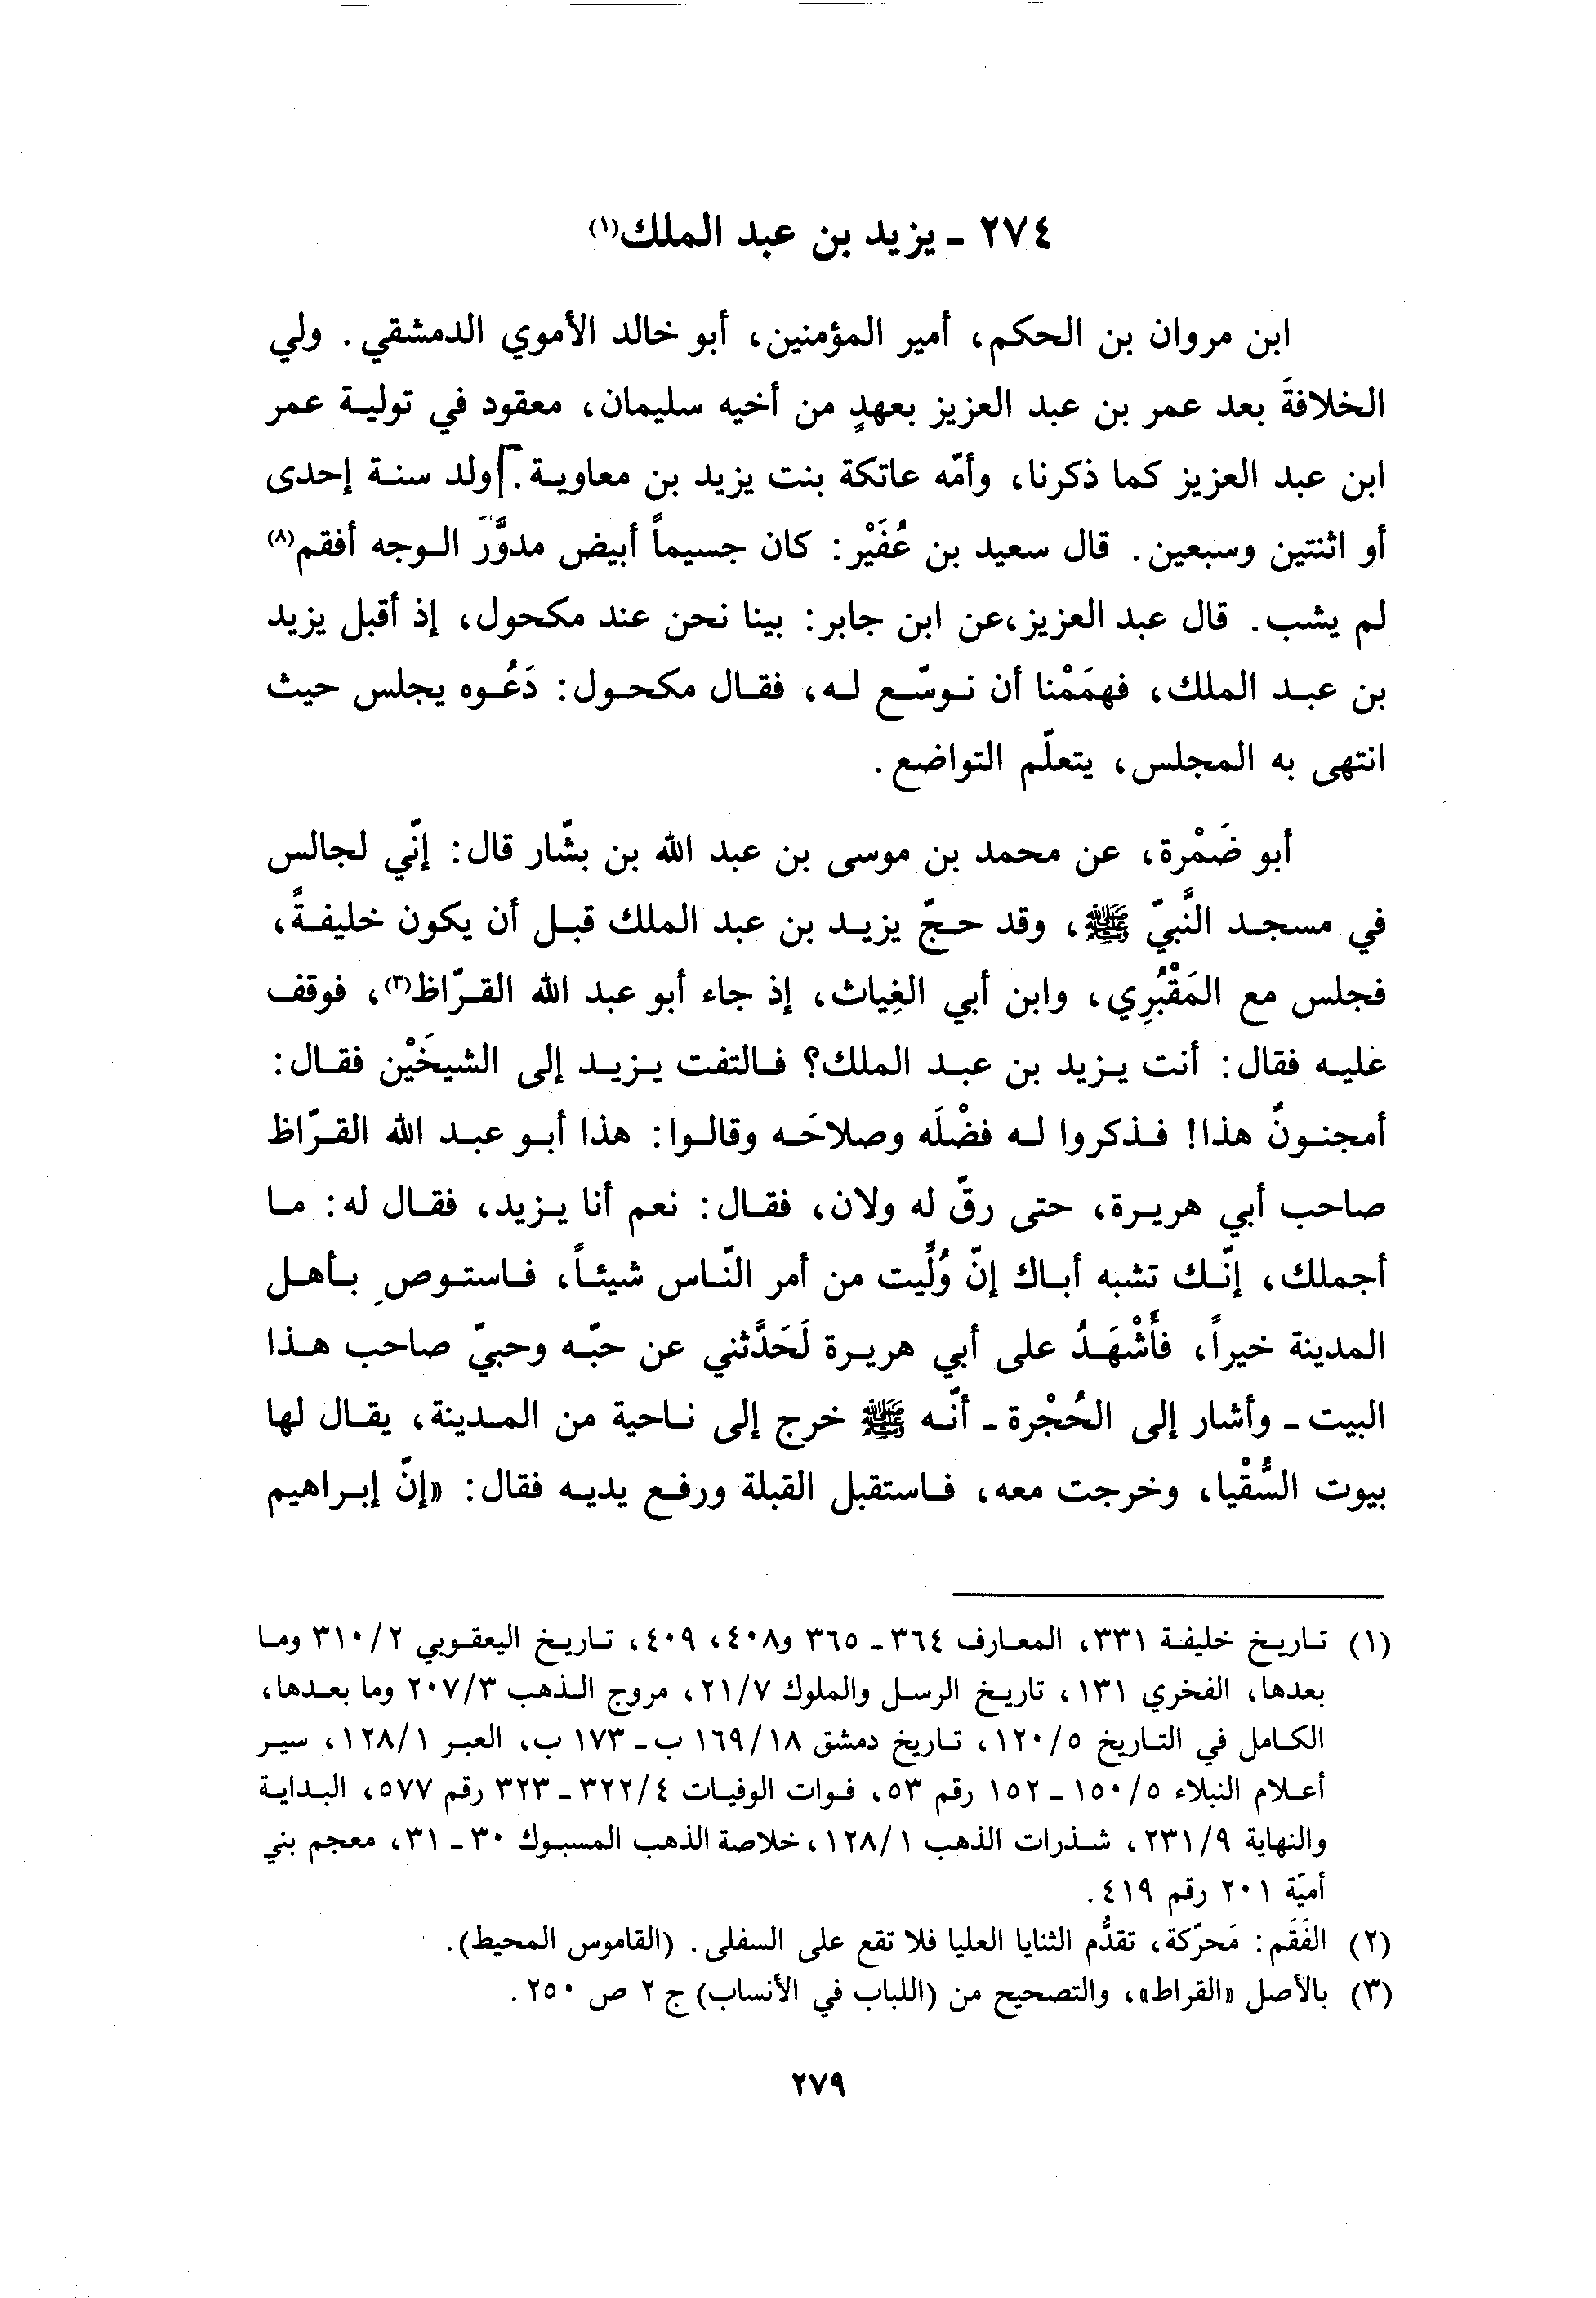 ٢٧٤ ـ يزيد بن عبد الملك(١)
ابن مروان بن الحكم، أمير المؤمنين، أبو خالد الأموي الدمشقي. ولي
الخلافةَ بعد عمر بن عبد العزيز بعهدٍ من أخيه سليمان، معقود في تولية عمر
ابن عبد العزيز كما ذكرنا، وأمّه عاتكة بنت يزيد بن معاوية. ولد سنة إحدى
أو اثنتين وسبعين. قال سعيد بن عُفَيْر: كان جسيماً أبيض مدوَّر الوجه أفقم(٨)
لم يشب. قال عبد العزيز، عن ابن جابر: بينا نحن عند مكحول، إذ أقبل يزيد
بن عبد الملك، فهمَمْنا أن نوسّع له، فقال مكحول: دَعُوه يجلس حيث
انتهى به المجلس، يتعلّم التواضع.
أبو ضَمْرة، عن محمد بن موسى بن عبد الله بن بشّار قال: إنّي لجالس
في مسجد النَّبيّ ﷺ، وقد حجّ يزيد بن عبد الملك قبل أن يكون خليفةً،
فجلس مع المَقْبُرِي، وابن أبي الغِياث، إذ جاء أبو عبد الله القرّاظ(٣)، فوقف
عليه فقال: أنت يزيد بن عبد الملك؟ فالتفت يزيد إلى الشيخَيْن فقال:
أمجنونٌ هذا! فذكروا له فضْلَه وصلاحَه وقالوا: هذا أبو عبد الله القرّاظ
صاحب أبي هريرة، حتى رقّ له ولان، فقال: نعم أنا يزيد، فقال له: ما
أجملك، إنّك تشبه أباك إنّ وُلِّيت من أمر النّاس شيئاً، فاستوصِ بأهل
المدينة خيراً، فأَشْهَدُ على أبي هريرة لَحَدَّثني عن حبّه وحبيّ صاحب هذا
البيت ـ وأشار إلى الحُجْرة ـ أنّه ﷺ خرج إلى ناحية من المدينة، يقال لها
بيوت السُّقْيا، وخرجت معه، فاستقبل القبلة ورفع يديه فقال: «إنّ إبراهيم
(١) تاريخ خليفة ٣٣١، المعارف ٣٦٤ ـ ٣٦٥ و٤٠٨، ٤٠٩، تاريخ اليعقوبي ٣١٠/٢ وما
بعدها، الفخري ١٣١، تاريخ الرسل والملوك ٢١/٧، مروج الذهب ٢٠٧/٣ وما بعدها،
الكامل في التاريخ ١٢٠/٥، تاريخ دمشق ١٦٩/١٨ ب ـ ١٧٣ ب، العبر ١٢٨/١، سير
أعلام النبلاء ١٥٠/٥ ـ ١٥٢ رقم ٥٣، فوات الوفيات ٣٢٢/٤ ـ ٣٢٣ رقم ٥٧٧، البداية
والنهاية ٢٣١/٩، شذرات الذهب ١٢٨/١، خلاصة الذهب المسبوك ٣٠ ـ ٣١، معجم بني
أميّة ٢٠١ رقم ٤١٩.
(٢) الفَقَم: مَحرّكة، تقدُّم الثنايا العليا فلا تقع على السفلى. (القاموس المحيط).
(٣) بالأصل «القراط»، والتصحيح من (اللباب في الأنساب) ج ٢ ص ٢٥٠.
٢٧٩